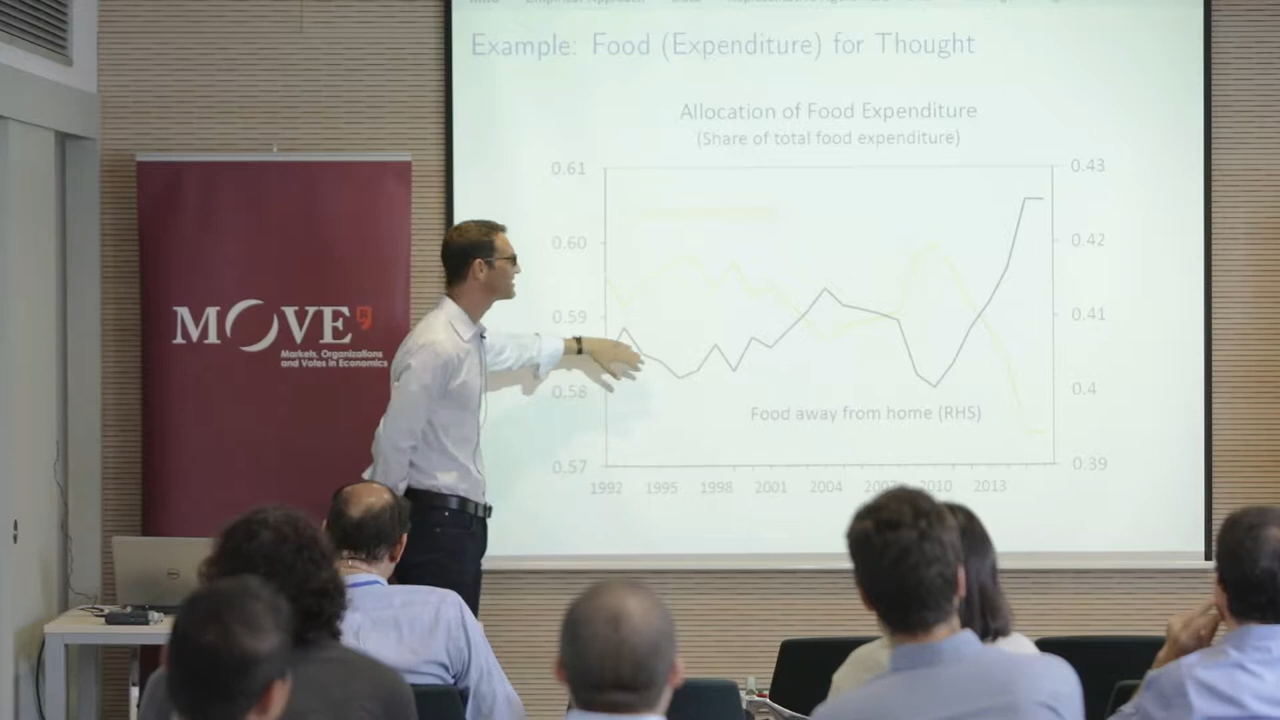 Example: Food (Expenditure) for Thought
Allocation of Food Expenditure
(Share of total food expenditure)
0.61
0.60
0.59
0.58
0.57
0.43
0.42
0.41
0.4
0.39
Food away from home (RHS)
1992 1995 1998 2001 2004 2007 2010 2013
MOVE
Markets, Organizations
and Votes in Economics
DELL